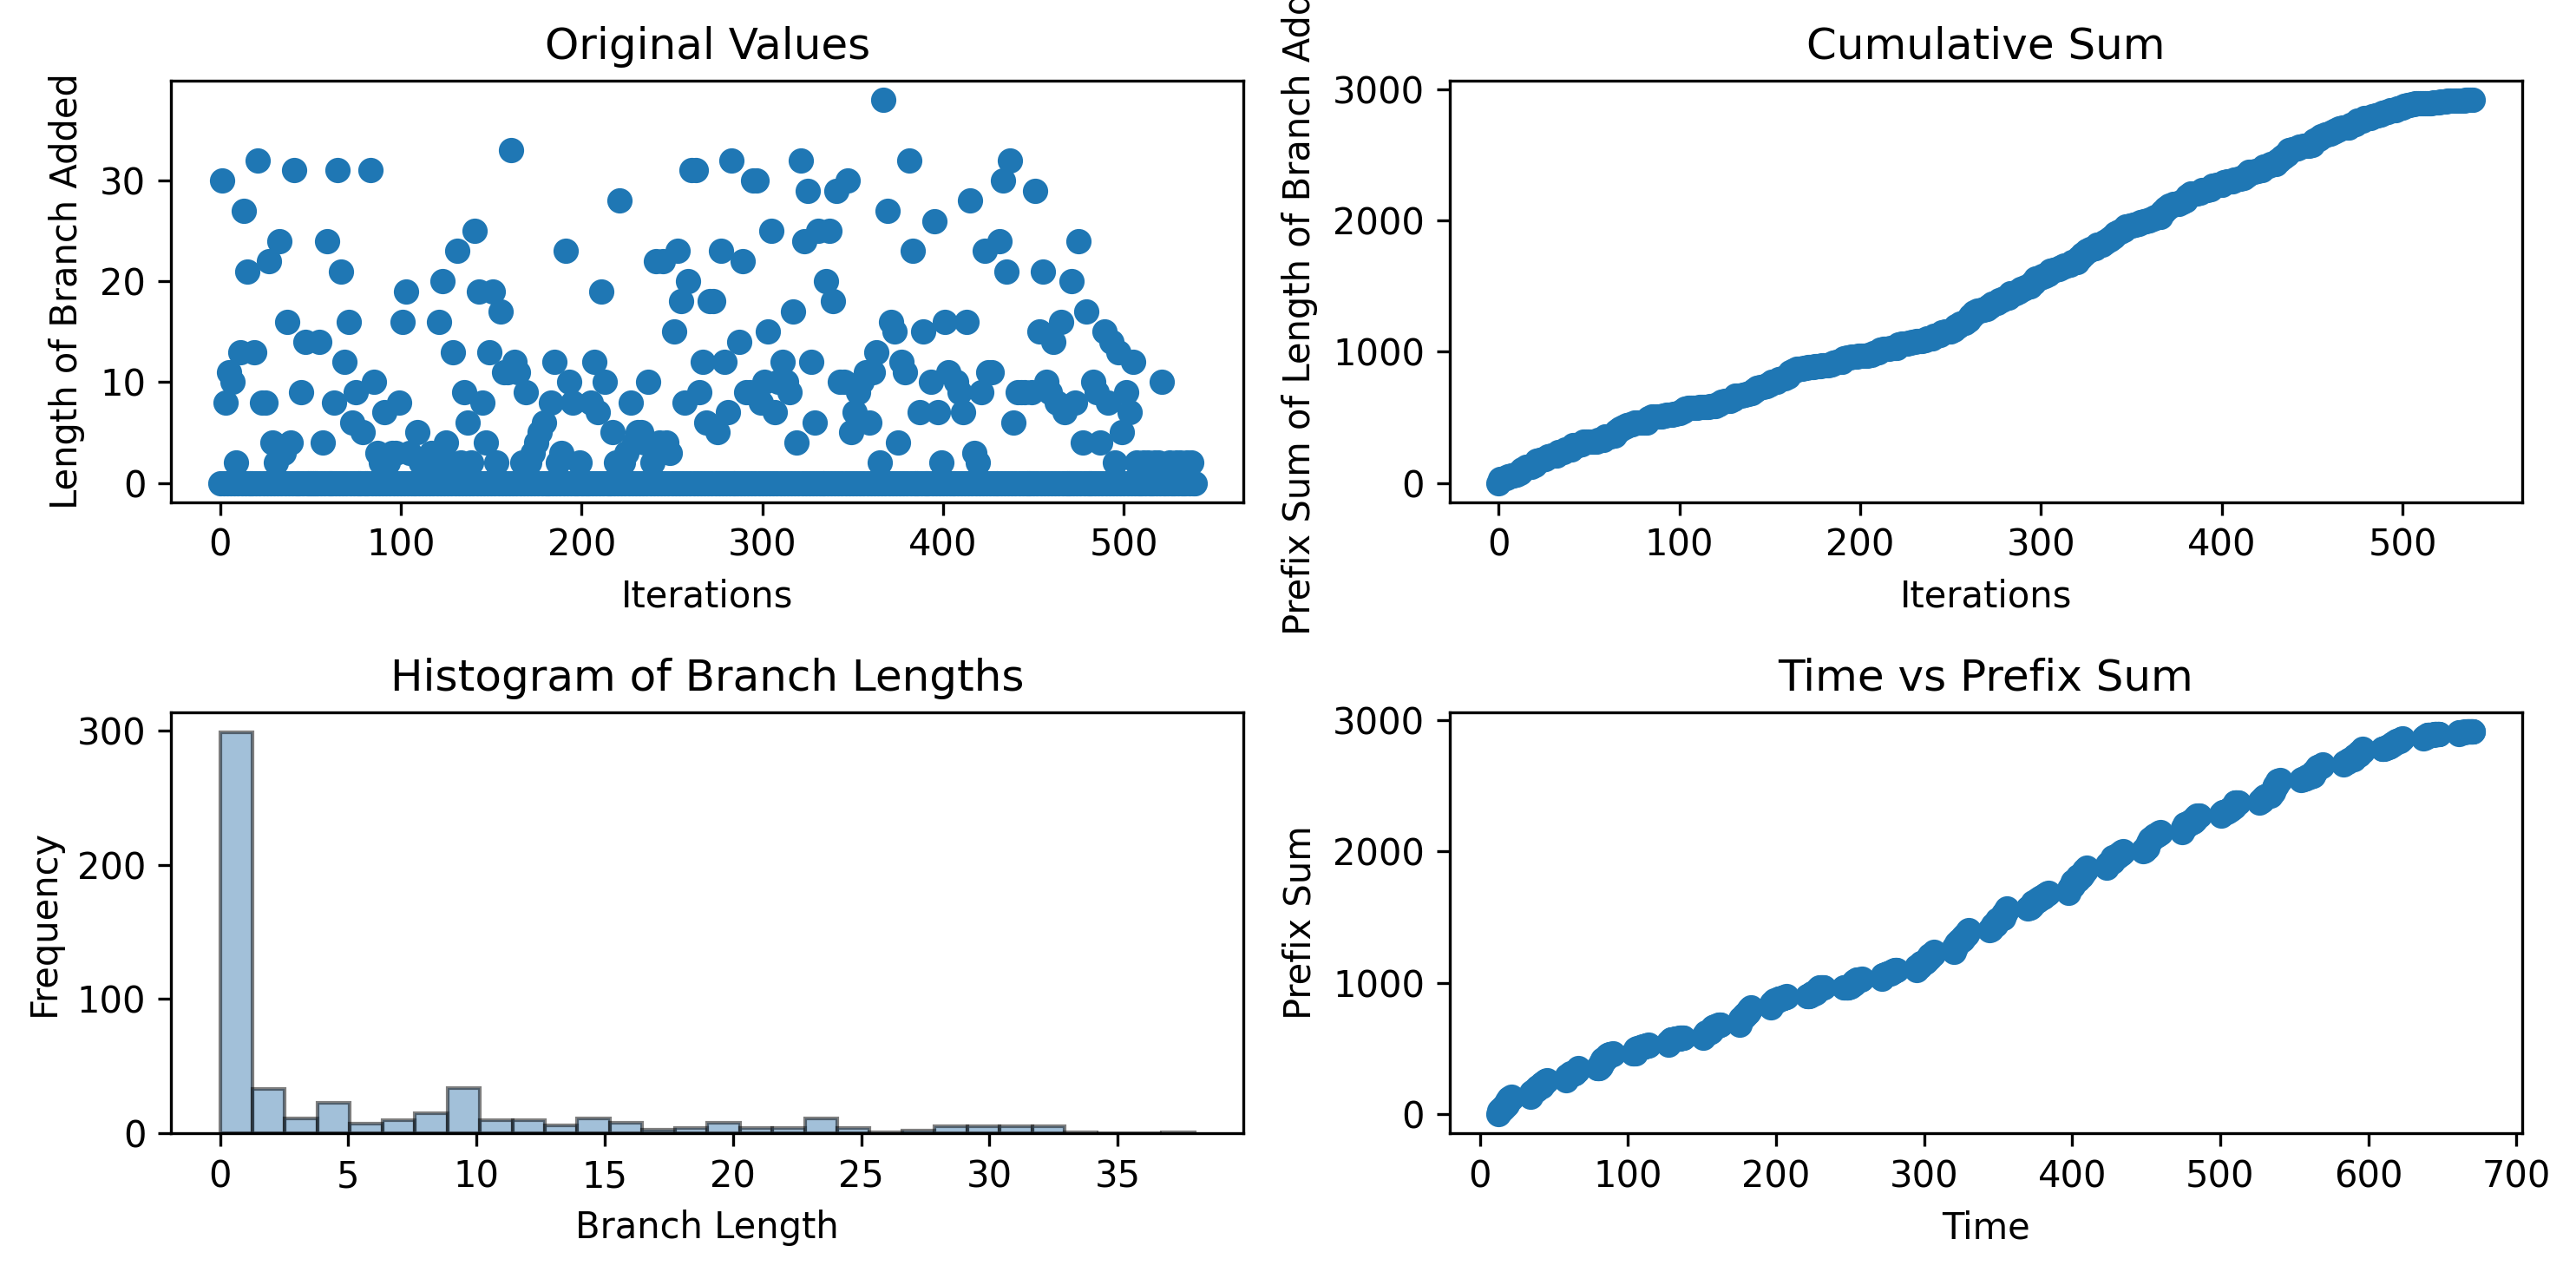 Original Values
Length of Branch Added
30
20
10
0
0 100 200 300 400 500
Iterations
Cumulative Sum
Prefix Sum of Length of Branch
3000
2000
1000
0
0 100 200 300 400 500
Iterations
Histogram of Branch Lengths
Frequency
300
200
100
0
0 5 10 15 20 25 30 35
Branch Length
Time vs Prefix Sum
Prefix Sum
3000
2000
1000
0
0 100 200 300 400 500 600 700
Time